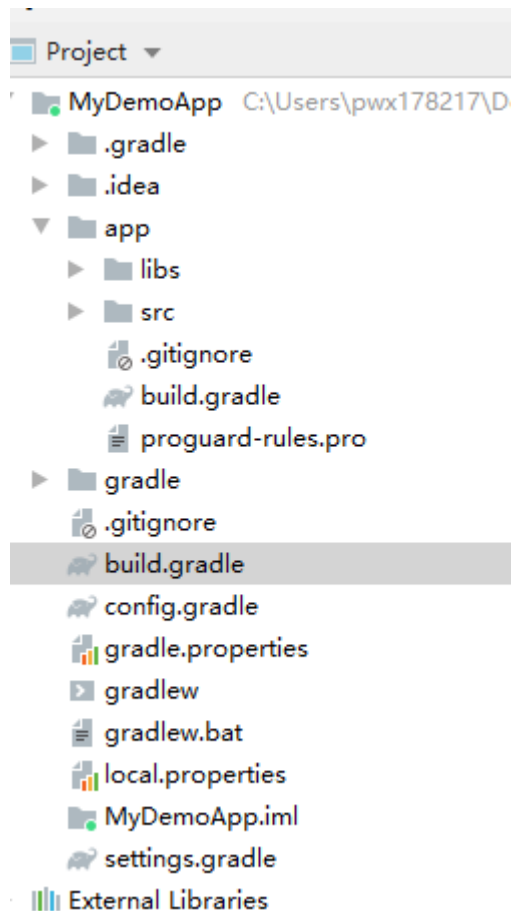 Project
MyDemoApp C:\Users\pwx178217\D
.gradle
.idea
app
libs
src
.gitignore
build.gradle
proguard-rules.pro
gradle
.gitignore
build.gradle
config.gradle
gradle.properties
gradlew
gradlew.bat
local.properties
MyDemoApp.iml
settings.gradle
External Libraries